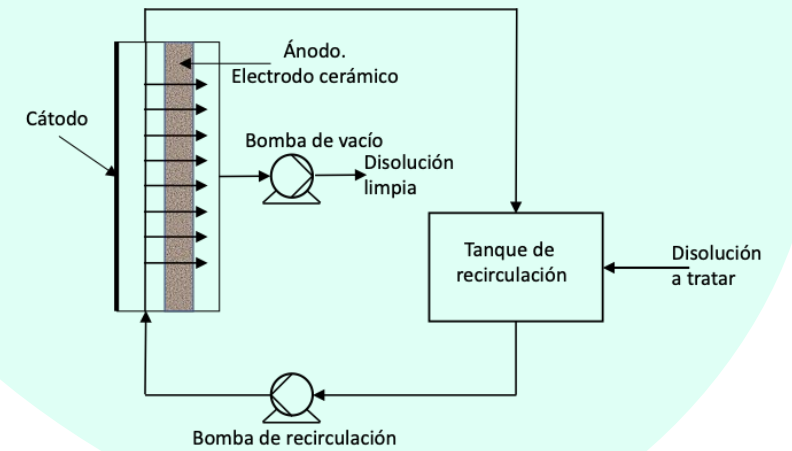 Ánodo.
Electrodo cerámico
Cátodo
Bomba de vacío
Disolución
limpia
Tanque de
recirculación
Disolución
a tratar
Bomba de recirculación